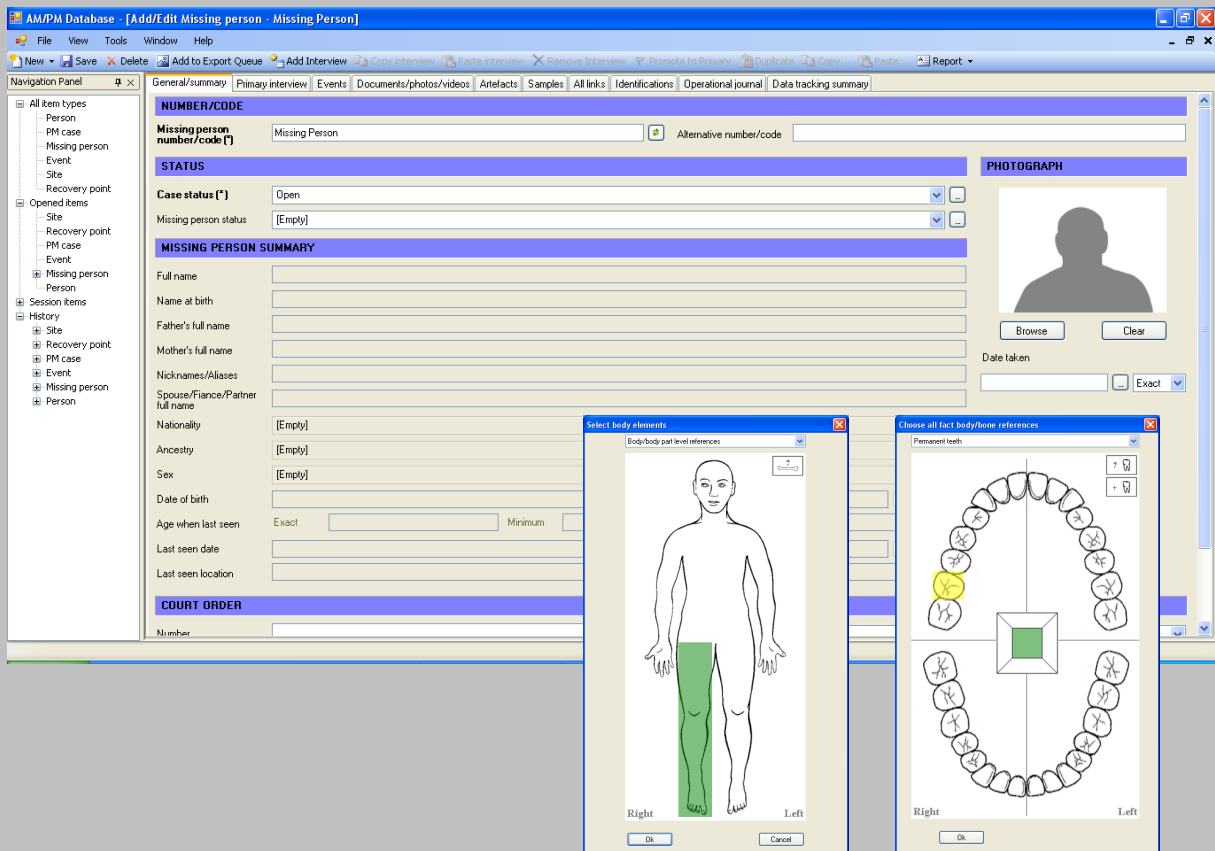 AM/PM Database - [Add/Edit Missing person - Missing Person]
File View Tools Window Help
New Save Delete Add to Export Queue Add Interview Copy interview Paste interview Remove Interview Promote to Primary Duplicate Copy... Paste... Report
Navigation Panel
General/summary Primary interview Events Documents/photos/videos Artefacts Samples All links Identifications Operational journal Data tracking summary
All item types
Person
PM case
Missing person
Event
Site
Recovery point
Opened items
Site
Recovery point
PM case
Event
Missing person
Person
Session items
History
Site
Recovery point
PM case
Event
Missing person
Person
NUMBER/CODE
Missing person
number/code (*)
Missing Person
Alternative number/code
STATUS
Case status (*)
Open
Missing person status
[Empty]
PHOTOGRAPH
Browse
Clear
Date taken
...
Exact
MISSING PERSON SUMMARY
Full name
Name at birth
Father's full name
Mother's full name
Nicknames/Aliases
Spouse/Fiance/Partner
full name
Nationality
[Empty]
Ancestry
[Empty]
Sex
[Empty]
Date of birth
Age when last seen
Exact
Minimum
Last seen date
Last seen location
COURT ORDER
Number
Select body elements
Body/body part level references
?
Right
Left
Ok
Cancel
Choose all fact body/bone references
Permanent teeth
?
+
Right
Left
Ok